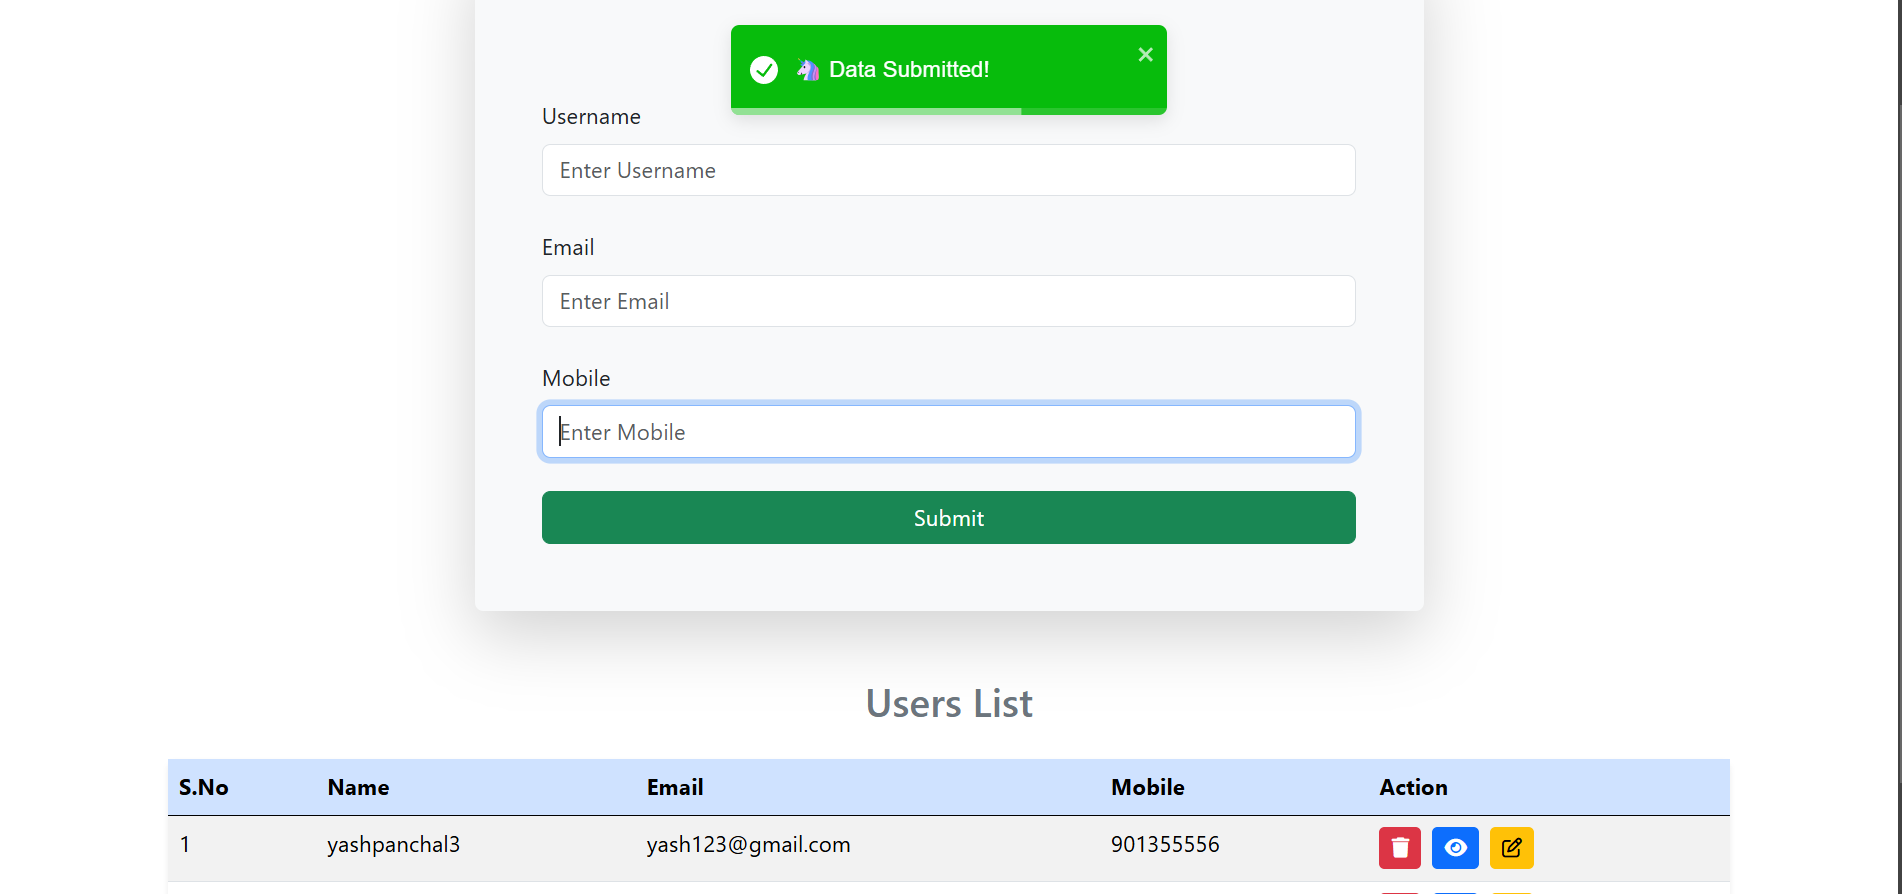 🦄 Data Submitted!
Username
Enter Username
Email
Enter Email
Mobile
Enter Mobile
Submit
Users List
S.No Name Email Mobile Action
1 yashpanchal3 yash123@gmail.com 901355556